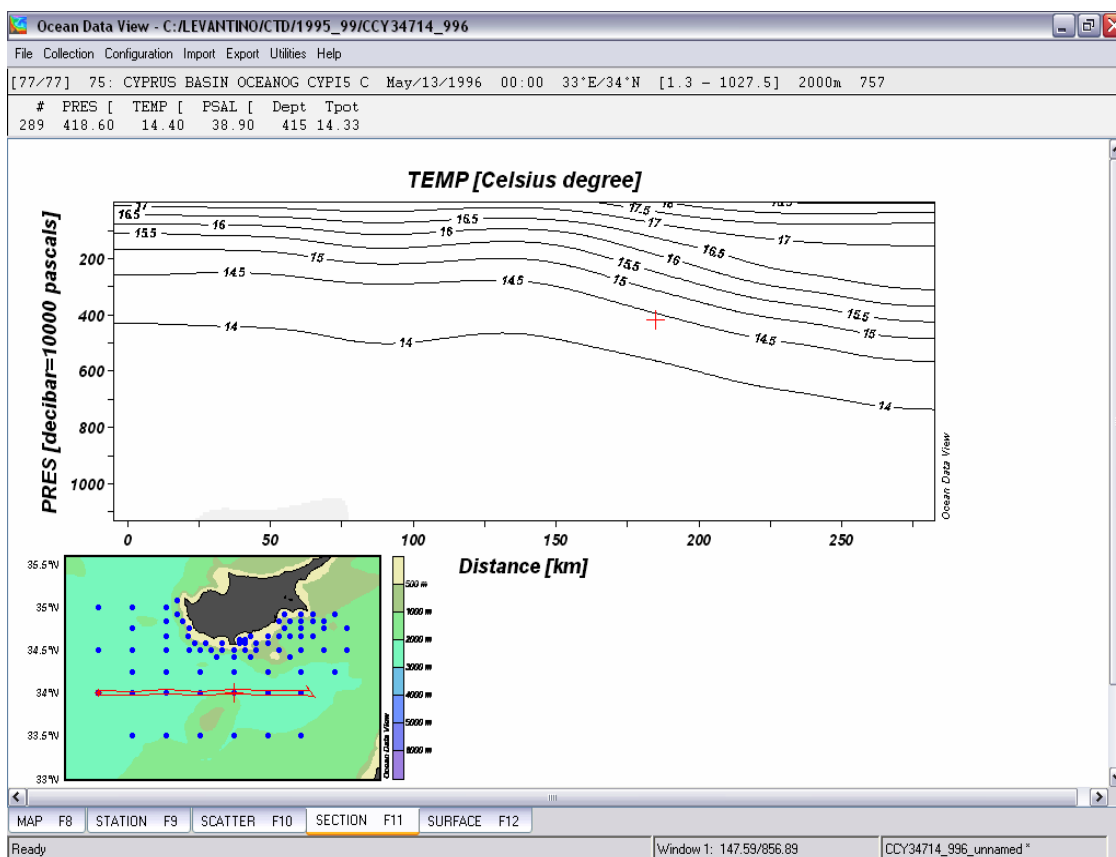 Ocean Data View - C:/LEVANTINO/CTD/1995_99/CCY34714_996
File Collection Configuration Import Export Utilities Help
[77/77] 75: CYPRUS BASIN OCEANOG CYPI5 C May/13/1996 00:00 33°E/34°N [1.3 - 1027.5] 2000m 757
# PRES [ TEMP [ PSAL [ Dept Tpot
289 418.60 14.40 38.90 415 14.33
TEMP [Celsius degree]
PRES [decibar=10000 pascals]
200
400
600
800
1000
17 17.5
16.5 16.5 17 17
16 16 16.5
15.5 15.5 16
15 15 15.5
14.5 14.5 15
14.5
14 14 14
0 50 100 150 200 250
Distance [km]
Ocean Data View
35.5°N
35°N
34.5°N
34°N
33.5°N
33°N
500 m
1000 m
2000 m
3000 m
4000 m
5000 m
6000 m
Ocean Data View
MAP F8 STATION F9 SCATTER F10 SECTION F11 SURFACE F12
Ready Window 1: 147.59/856.89 CCY34714_996_unnamed *